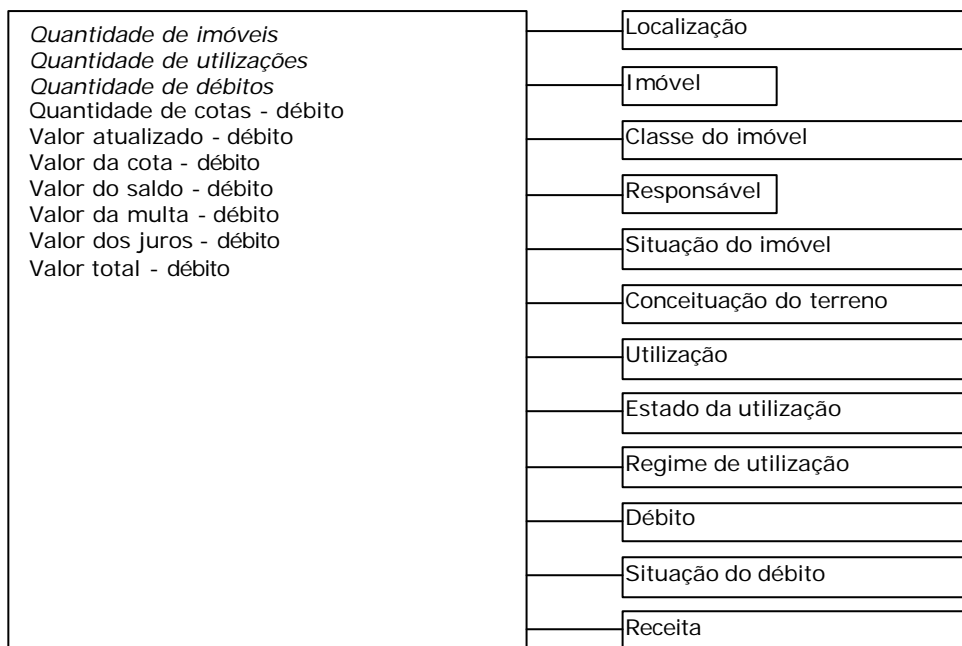 Quantidade de imóveis
Quantidade de utilizações
Quantidade de débitos
Quantidade de cotas - débito
Valor atualizado - débito
Valor da cota - débito
Valor do saldo - débito
Valor da multa - débito
Valor dos juros - débito
Valor total - débito
Localização
Imóvel
Classe do imóvel
Responsável
Situação do imóvel
Conceituação do terreno
Utilização
Estado da utilização
Regime de utilização
Débito
Situação do débito
Receita